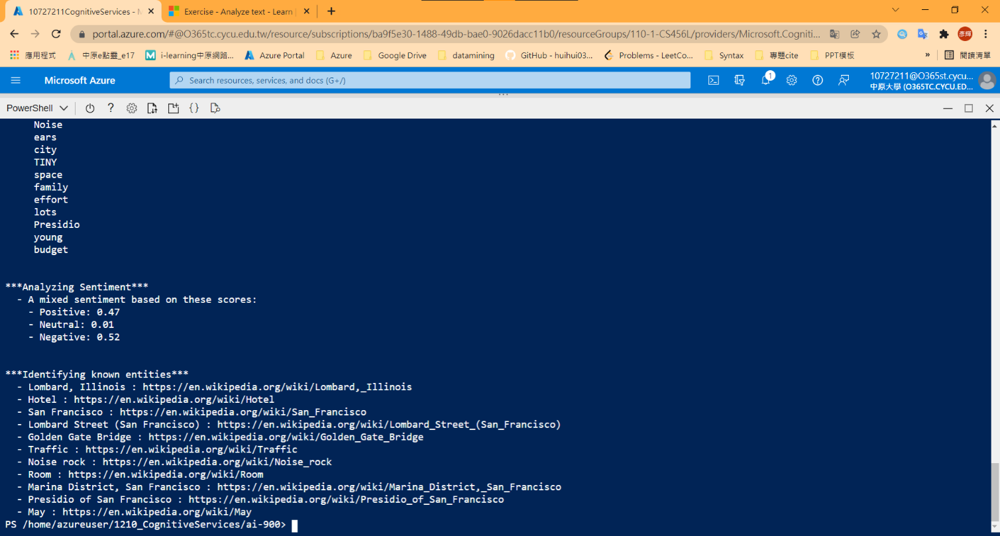 10727211CognitiveServices - M
Exercise - Analyze text - Learn
portal.azure.com/#@O365tc.cycu.edu.tw/resource/subscriptions/ba9f5e30-1488-49db-bae0-9026dacc11b0/resourceGroups/110-1-CS456L/providers/Microsoft.Cogniti...
彥輝
應用程式 中原e點靈_e17 i-learning中原網路... Azure Portal Azure Google Drive datamining GitHub - huihui03... Problems - LeetCo... Syntax 專題cite PPT模板 » 閱讀清單
Microsoft Azure
Search resources, services, and docs (G+/)
1
10727211@O365st.cycu...
中原大學 (O365TC.CYCU.ED...
PowerShell
Noise
ears
city
TINY
space
family
effort
lots
Presidio
young
budget
***Analyzing Sentiment***
- A mixed sentiment based on these scores:
- Positive: 0.47
- Neutral: 0.01
- Negative: 0.52
***Identifying known entities***
- Lombard, Illinois : https://en.wikipedia.org/wiki/Lombard,_Illinois
- Hotel : https://en.wikipedia.org/wiki/Hotel
- San Francisco : https://en.wikipedia.org/wiki/San_Francisco
- Lombard Street (San Francisco) : https://en.wikipedia.org/wiki/Lombard_Street_(San_Francisco)
- Golden Gate Bridge : https://en.wikipedia.org/wiki/Golden_Gate_Bridge
- Traffic : https://en.wikipedia.org/wiki/Traffic
- Noise rock : https://en.wikipedia.org/wiki/Noise_rock
- Room : https://en.wikipedia.org/wiki/Room
- Marina District, San Francisco : https://en.wikipedia.org/wiki/Marina_District,_San_Francisco
- Presidio of San Francisco : https://en.wikipedia.org/wiki/Presidio_of_San_Francisco
- May : https://en.wikipedia.org/wiki/May
PS /home/azureuser/1210_CognitiveServices/ai-900>